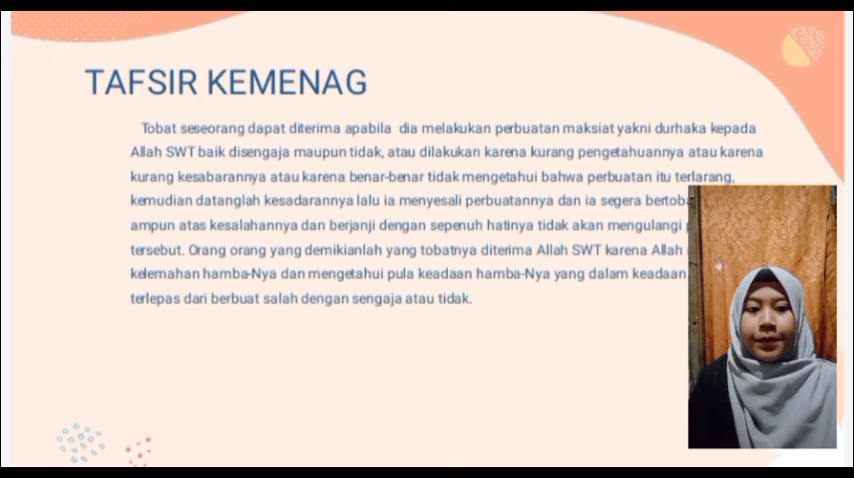 TAFSIR KEMENAG
Tobat seseorang dapat diterima apabila dia melakukan perbuatan maksiat yakni durhaka kepada
Allah SWT baik disengaja maupun tidak, atau dilakukan karena kurang pengetahuannya atau karena
kurang kesabarannya atau karena benar-benar tidak mengetahui bahwa perbuatan itu terlarang,
kemudian datanglah kesadarannya lalu ia menyesali perbuatannya dan ia segera
ampun atas kesalahannya dan berjanji dengan sepenuh hatinya tidak akan mengulangi
tersebut. Orang orang yang demikianlah yang tobatnya diterima Allah SWT karena Allah
kelemahan hamba-Nya dan mengetahui pula keadaan hamba-Nya yang dalam keadaan
terlepas dari berbuat salah dengan sengaja atau tidak.